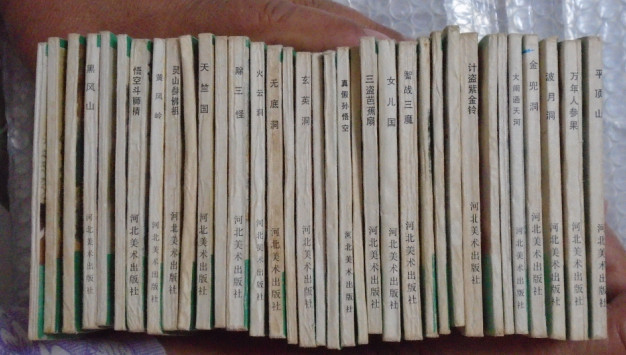 黑风山
河北美术出版社
悟空斗狮精
河北美术出版社
黄风岭
河北美术出版社
灵山参佛祖
河北美术出版社
天竺国
河北美术出版社
除三怪
河北美术出版社
火云洞
河北美术出版社
无底洞
河北美术出版社
玄英洞
河北美术出版社
真假孙悟空
河北美术出版社
三盗芭蕉扇
河北美术出版社
女儿国
河北美术出版社
智战三魔
河北美术出版社
计盗紫金铃
河北美术出版社
大闹通天河
河北美术出版社
金兜洞
河北美术出版社
波月洞
河北美术出版社
万年人参果
河北美术出版社
平顶山
河北美术出版社